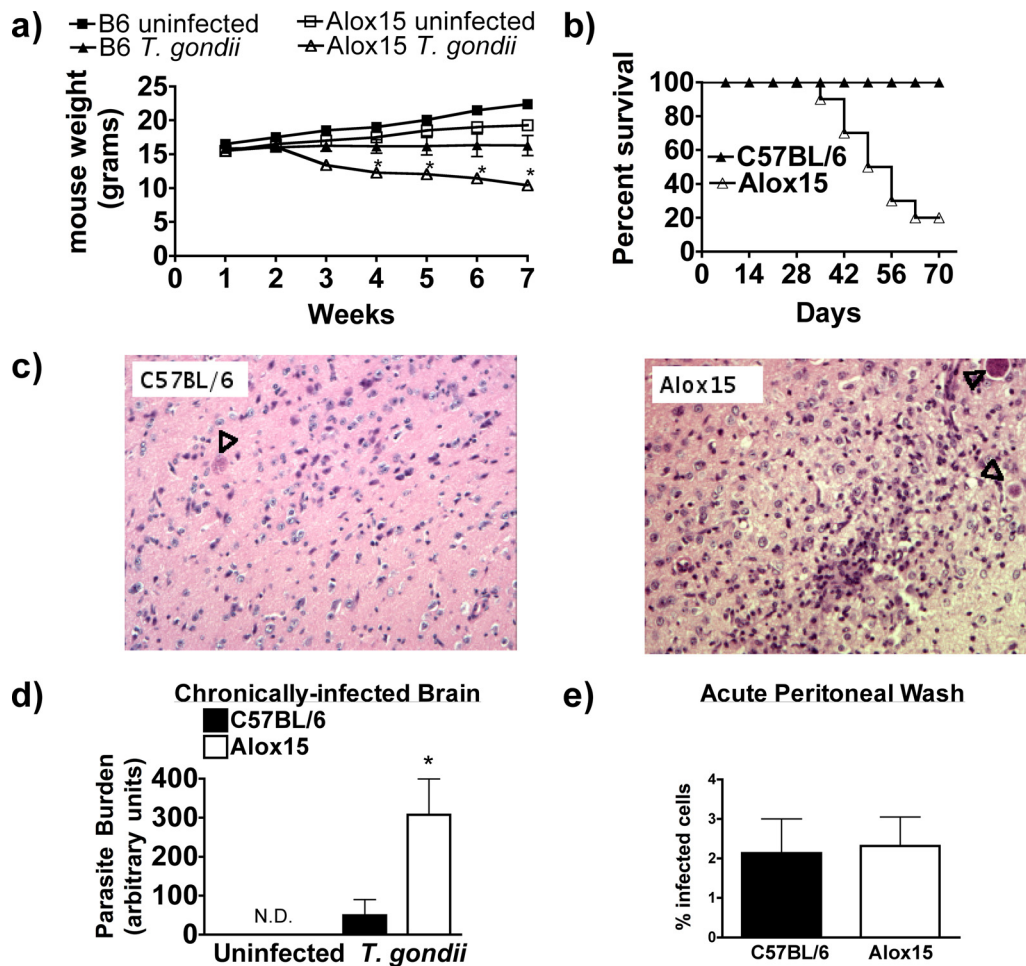 a)
B6 uninfected
Alox15 uninfected
B6 T. gondii
Alox15 T. gondii
mouse weight
(grams)
25
20
15
10
5
0
* * * *
0 1 2 3 4 5 6 7
Weeks
b)
Percent survival
100
80
60
40
20
0
C57BL/6
Alox15
0 14 28 42 56 70
Days
c)
C57BL/6
Alox15
d)
Chronically-infected Brain
C57BL/6
Alox15
Parasite Burden
(arbitrary units)
400
300
200
100
0
*
N.D.
Uninfected T. gondii
e)
Acute Peritoneal Wash
% infected cells
4
3
2
1
0
C57BL/6 Alox15